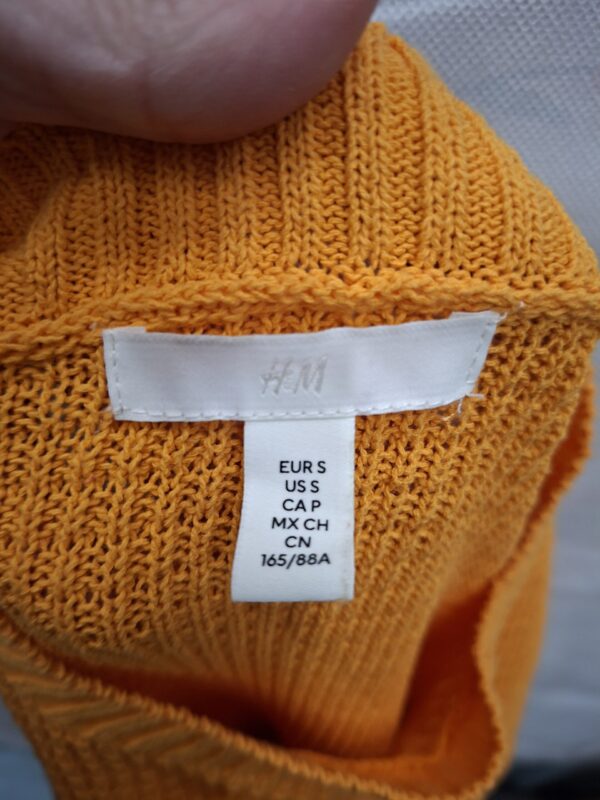 H&M
EUR S
US S
CA P
MX CH
CN
165/88A